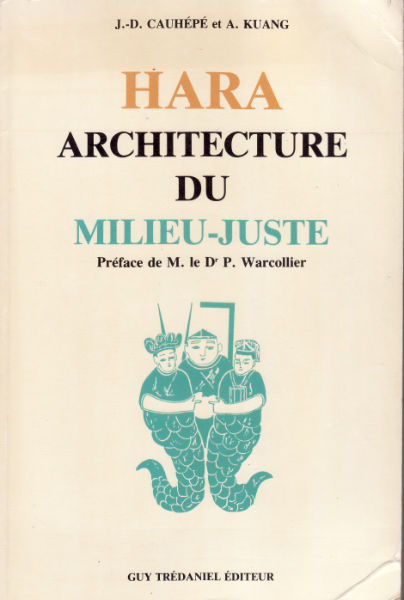 J.-D. CAUHÉPÉ et A. KUANG
HARA
ARCHITECTURE
DU
MILIEU-JUSTE
Préface de M. le Dr P. Warcollier
GUY TRÉDANIEL ÉDITEUR